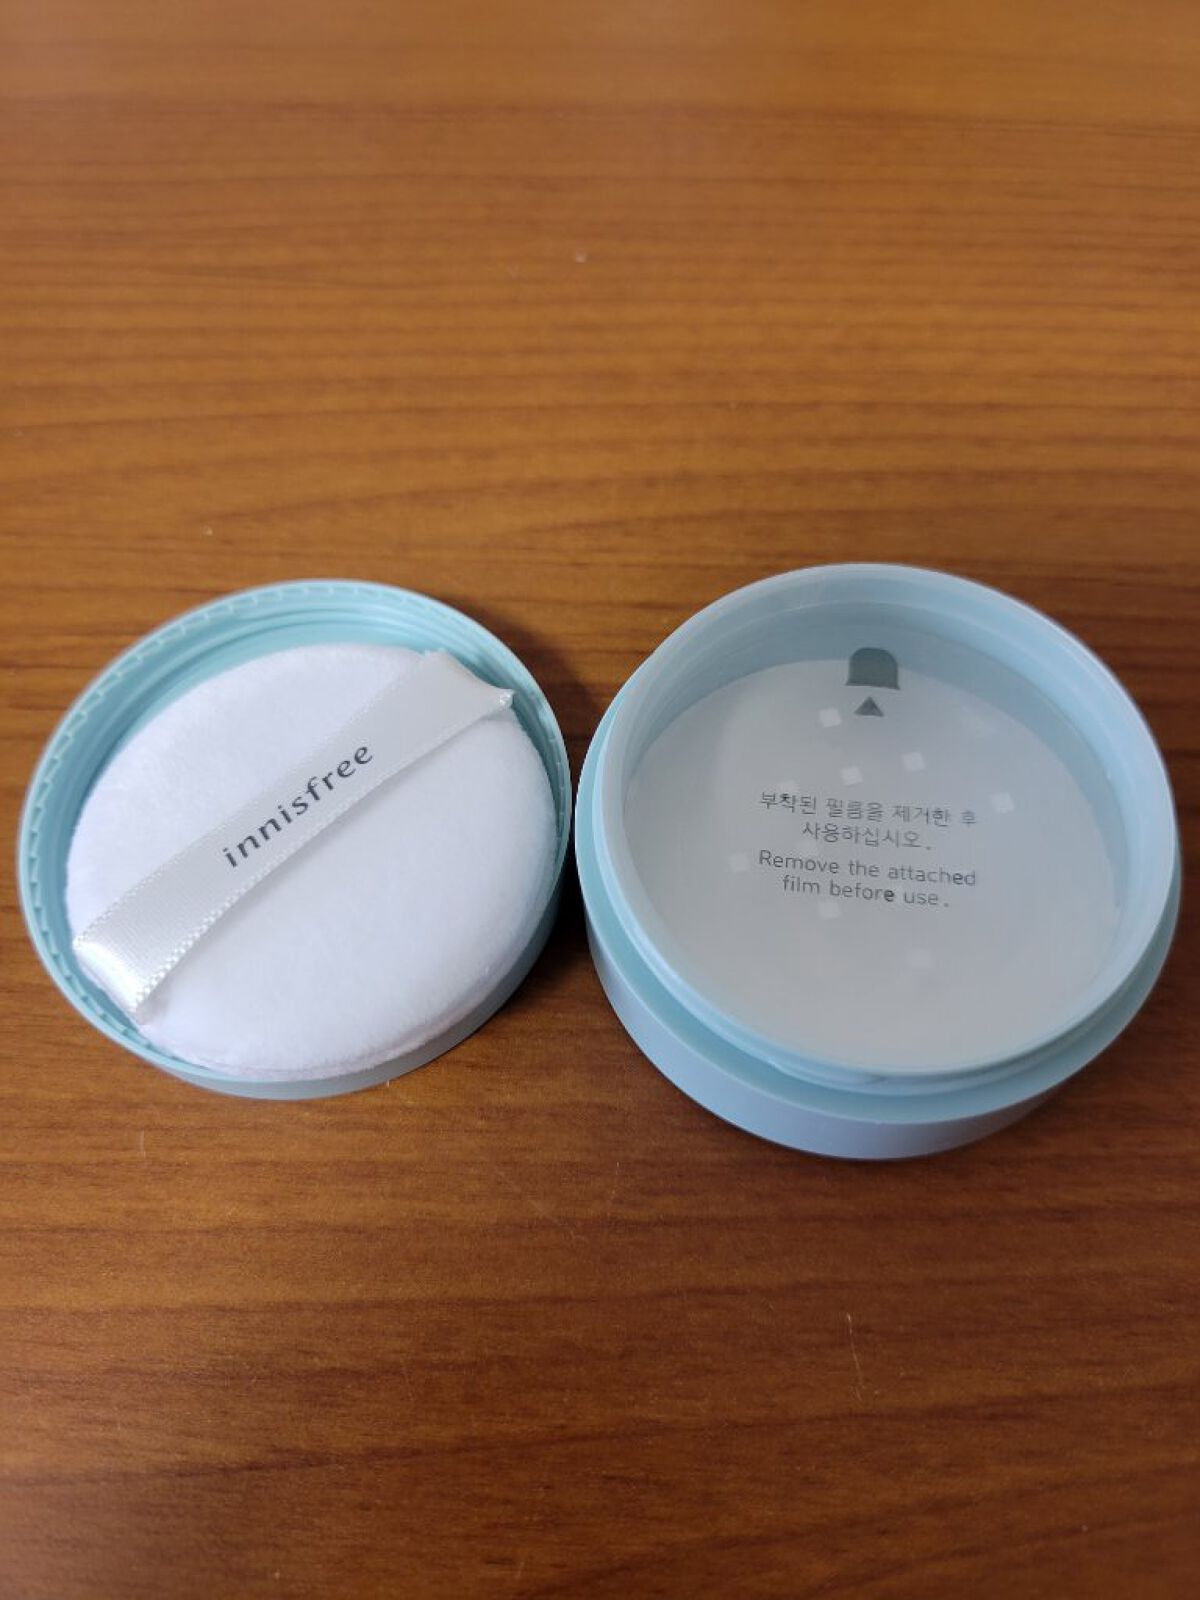 innisfree
부착된 필름을 제거한 후
사용하십시오.
Remove the attached
film before use.